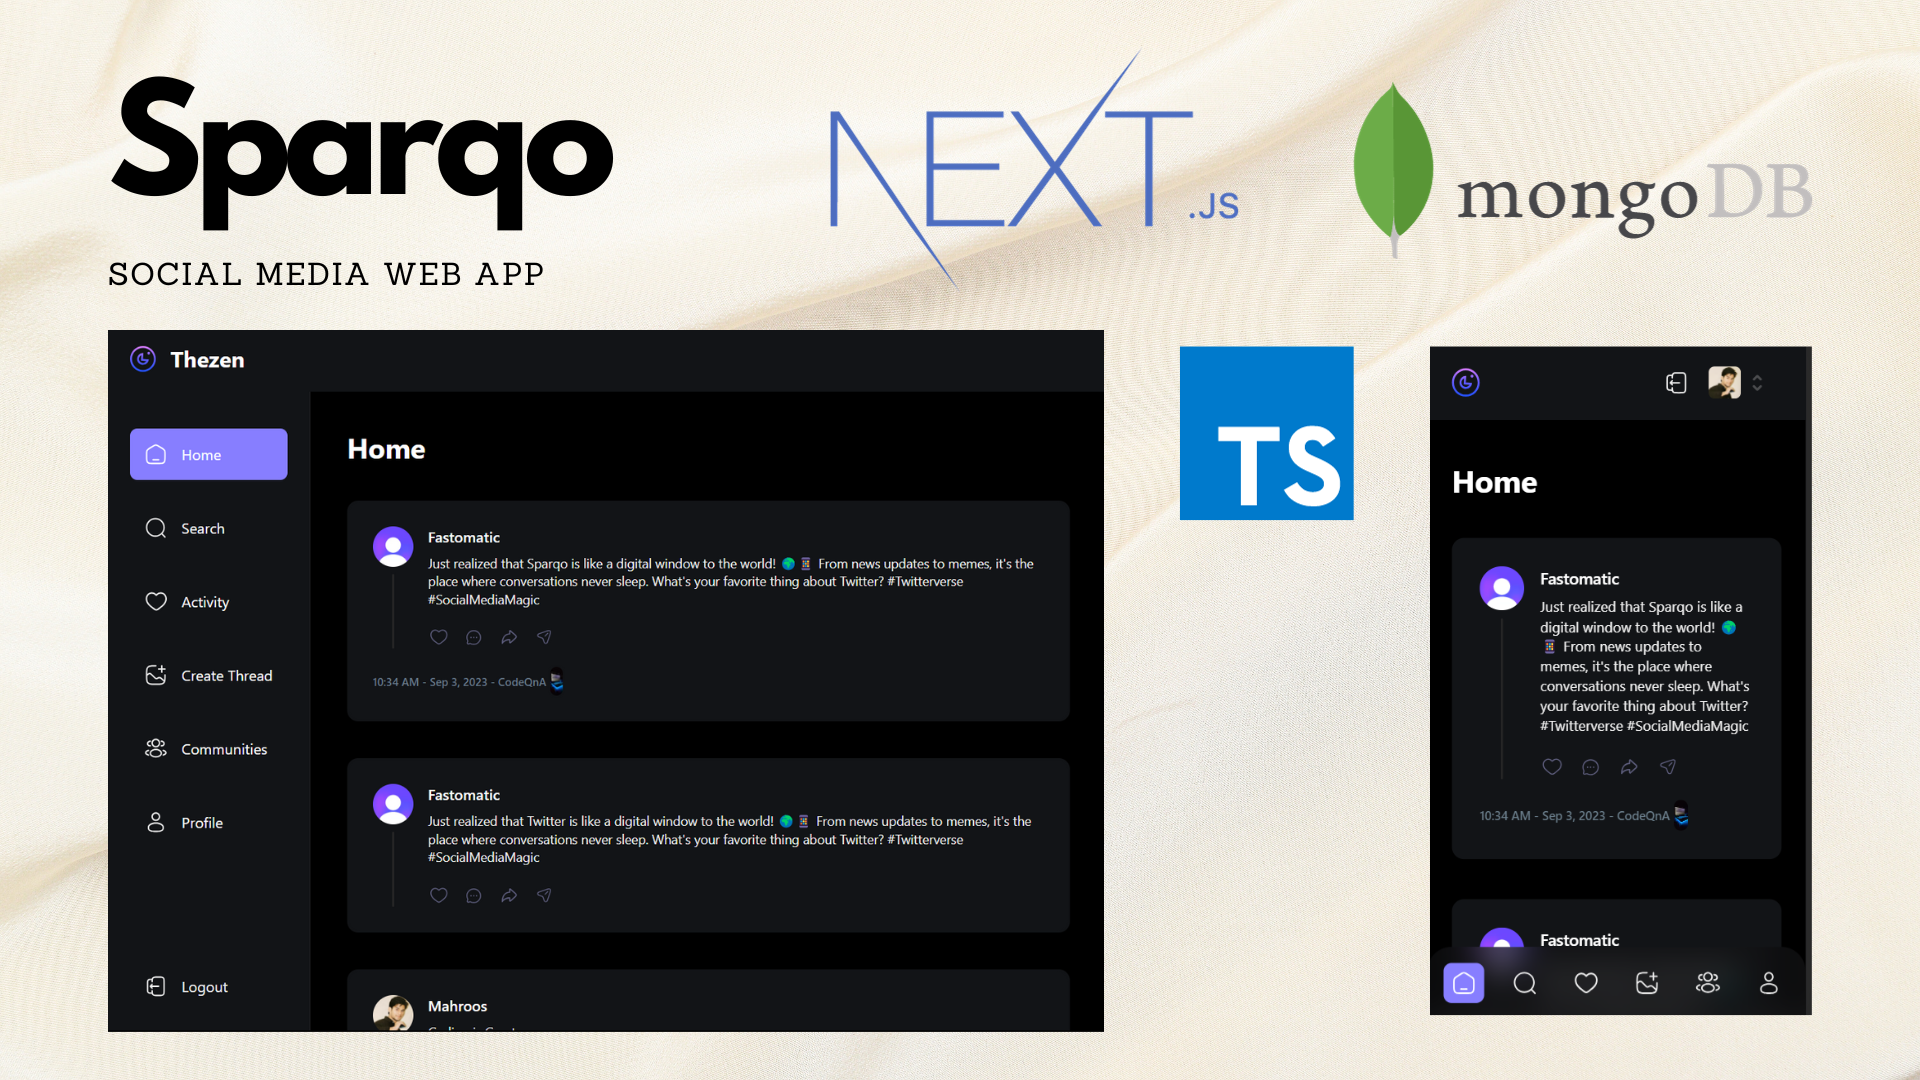 Sparqo
SOCIAL MEDIA WEB APP
NEXT.JS
mongoDB
Thezen
Home
Search
Activity
Create Thread
Communities
Profile
Logout
Home
Fastomatic
Just realized that Sparqo is like a digital window to the world! 🌍 🧵 From news updates to memes, it's the
place where conversations never sleep. What's your favorite thing about Twitter? #Twitterverse
#SocialMediaMagic
10:34 AM - Sep 3, 2023 - CodeQnA
Fastomatic
Just realized that Twitter is like a digital window to the world! 🌍 🧵 From news updates to memes, it's the
place where conversations never sleep. What's your favorite thing about Twitter? #Twitterverse
#SocialMediaMagic
Mahroos
TS
Home
Fastomatic
Just realized that Sparqo is like a
digital window to the world! 🌍
🧵 From news updates to
memes, it's the place where
conversations never sleep. What's
your favorite thing about Twitter?
#Twitterverse #SocialMediaMagic
10:34 AM - Sep 3, 2023 - CodeQnA
Fastomatic